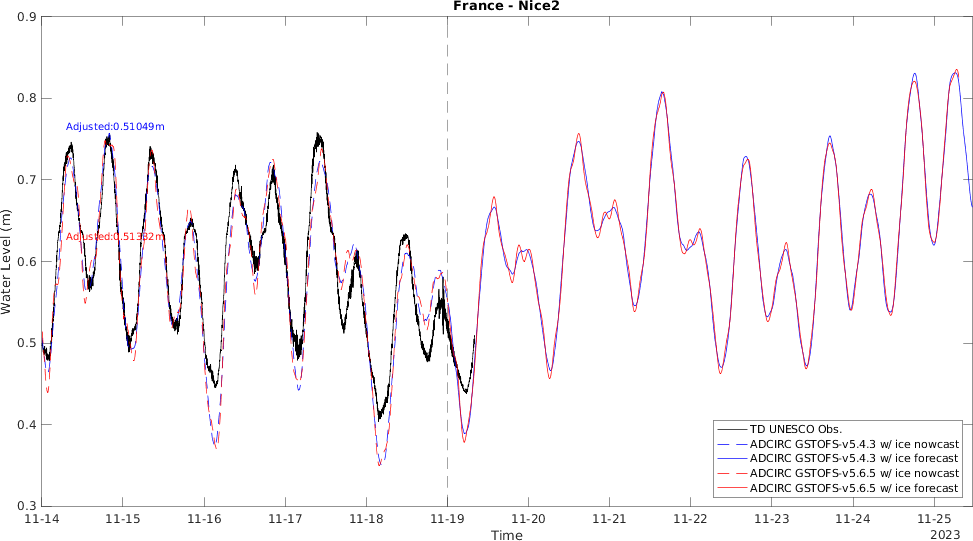 France - Nice2
Water Level (m)
0.9
0.8
0.7
0.6
0.5
0.4
0.3
Adjusted:0.51049m
Adjusted:0.51332m
TD UNESCO Obs.
ADCIRC GSTOFS-v5.4.3 w/ ice nowcast
ADCIRC GSTOFS-v5.4.3 w/ ice forecast
ADCIRC GSTOFS-v5.6.5 w/ ice nowcast
ADCIRC GSTOFS-v5.6.5 w/ ice forecast
11-14 11-15 11-16 11-17 11-18 11-19 11-20 11-21 11-22 11-23 11-24 11-25
2023
Time